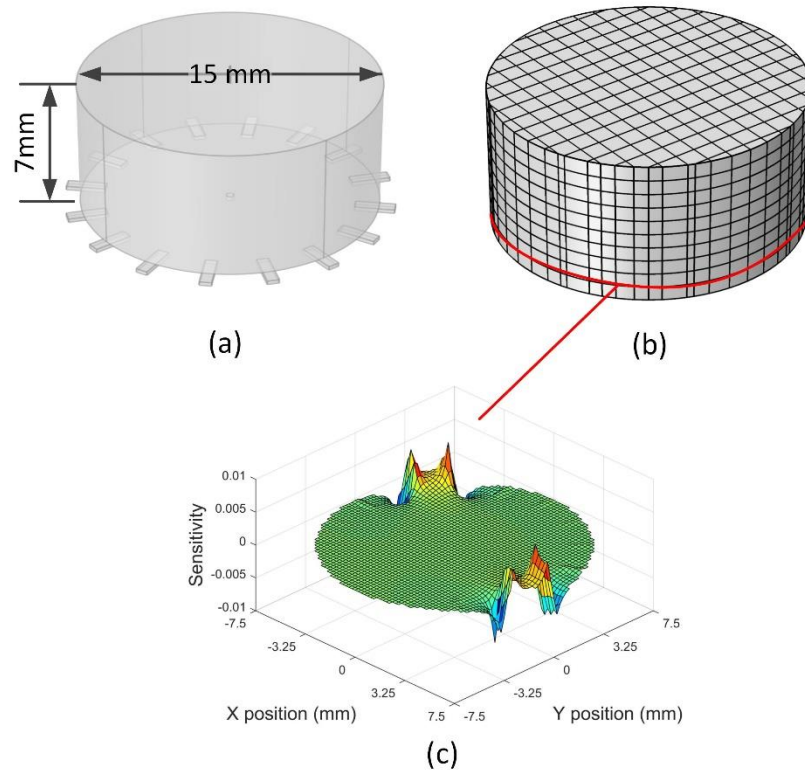 15 mm
7mm
(a)
(b)
0.01
0.005
0
-0.005
-0.01
Sensitivity
-7.5
-3.25
0
3.25
7.5
X position (mm)
-7.5
-3.25
0
3.25
7.5
Y position (mm)
(c)